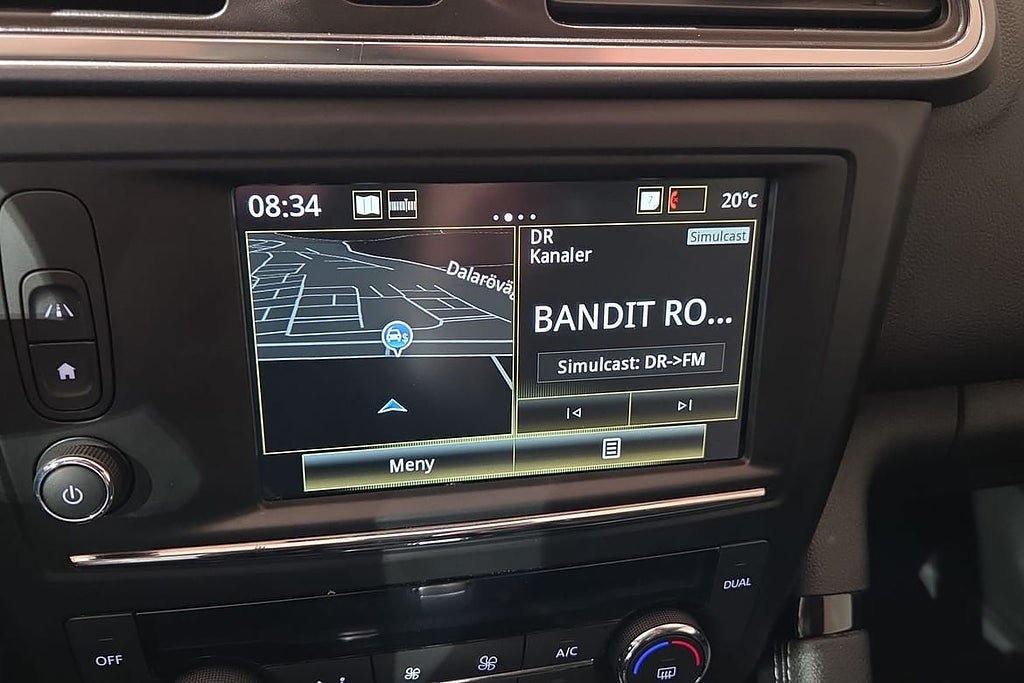 08:34
20°C
Dalarövä
DR
Kanaler
Simulcast
BANDIT RO...
Simulcast: DR->FM
Meny
DUAL
OFF
A/C